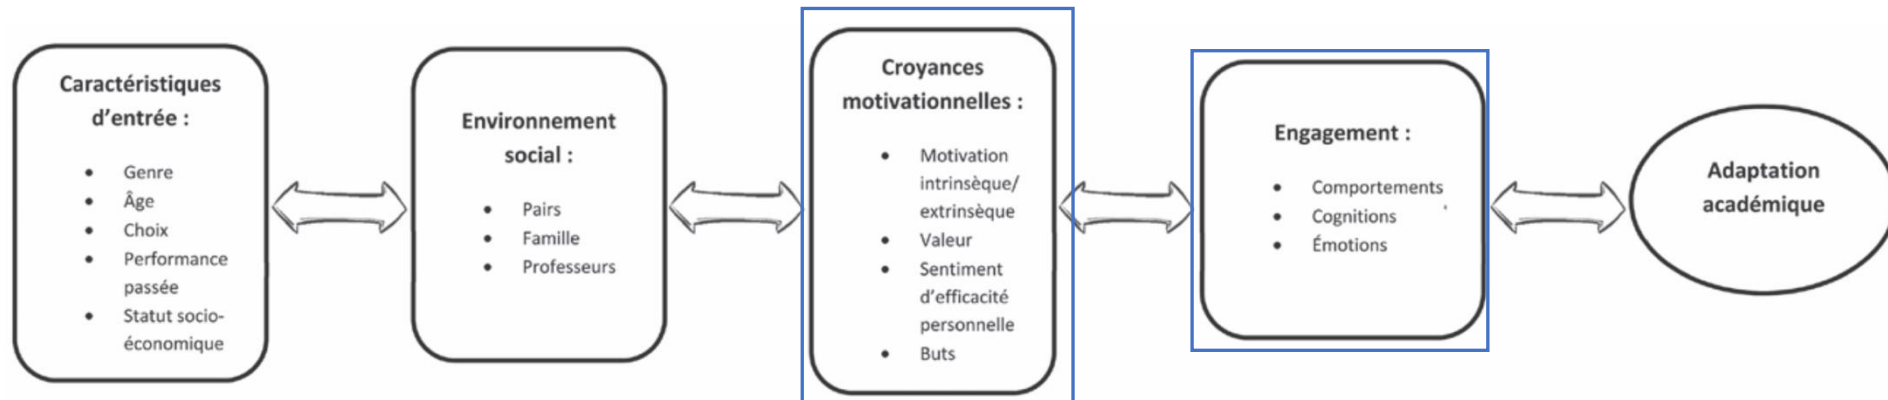 Caractéristiques
d'entrée :
• Genre
• Âge
• Choix
• Performance
passée
• Statut socio-
économique
Environnement
social :
• Pairs
• Famille
• Professeurs
Croyances
motivationnelles :
• Motivation
intrinsèque/
extrinsèque
• Valeur
• Sentiment
d'efficacité
personnelle
• Buts
Engagement :
• Comportements
• Cognitions
• Émotions
Adaptation
académique